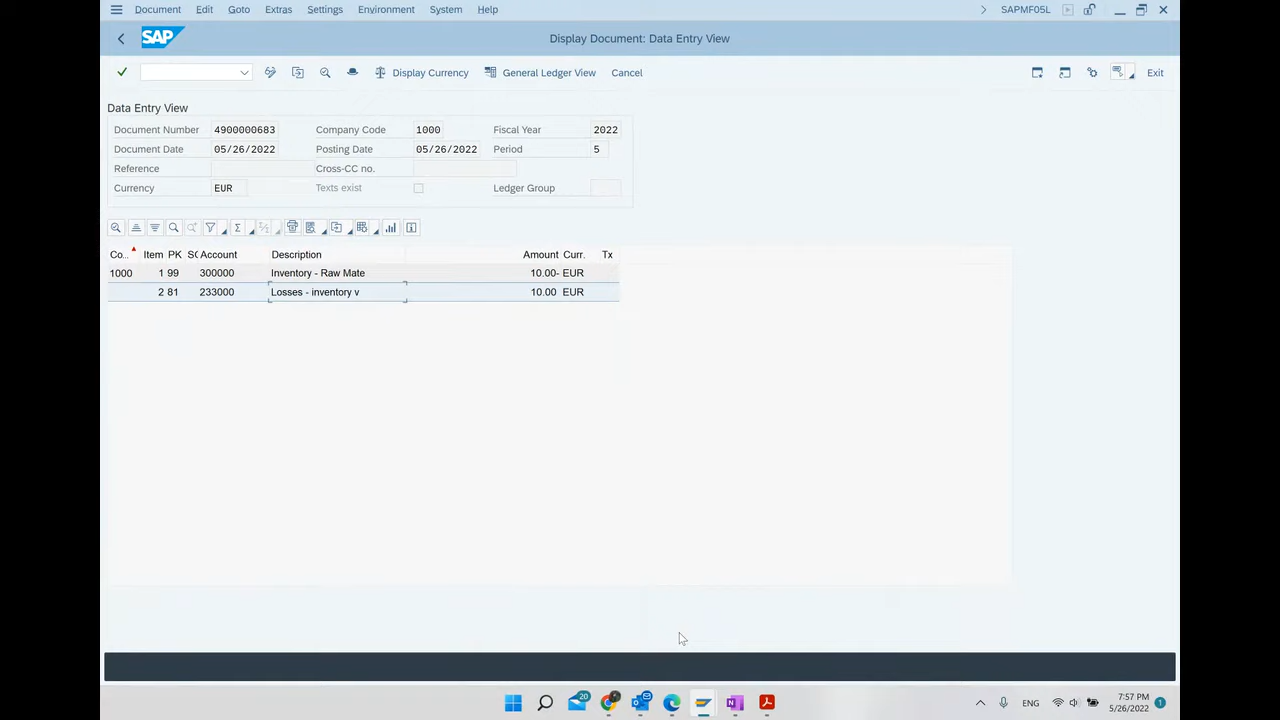 Document Edit Goto Extras Settings Environment System Help SAPMF05L
SAP Display Document: Data Entry View
Display Currency General Ledger View Cancel Exit
Data Entry View
Document Number 4900000683 Company Code 1000 Fiscal Year 2022
Document Date 05/26/2022 Posting Date 05/26/2022 Period 5
Reference Cross-CC no.
Currency EUR Texts exist Ledger Group
Co... Item PK SG Account Description Amount Curr. Tx
1000 1 99 300000 Inventory - Raw Mate 10.00- EUR
2 81 233000 Losses - inventory v 10.00 EUR
20 ENG 7:57 PM 1
5/26/2022